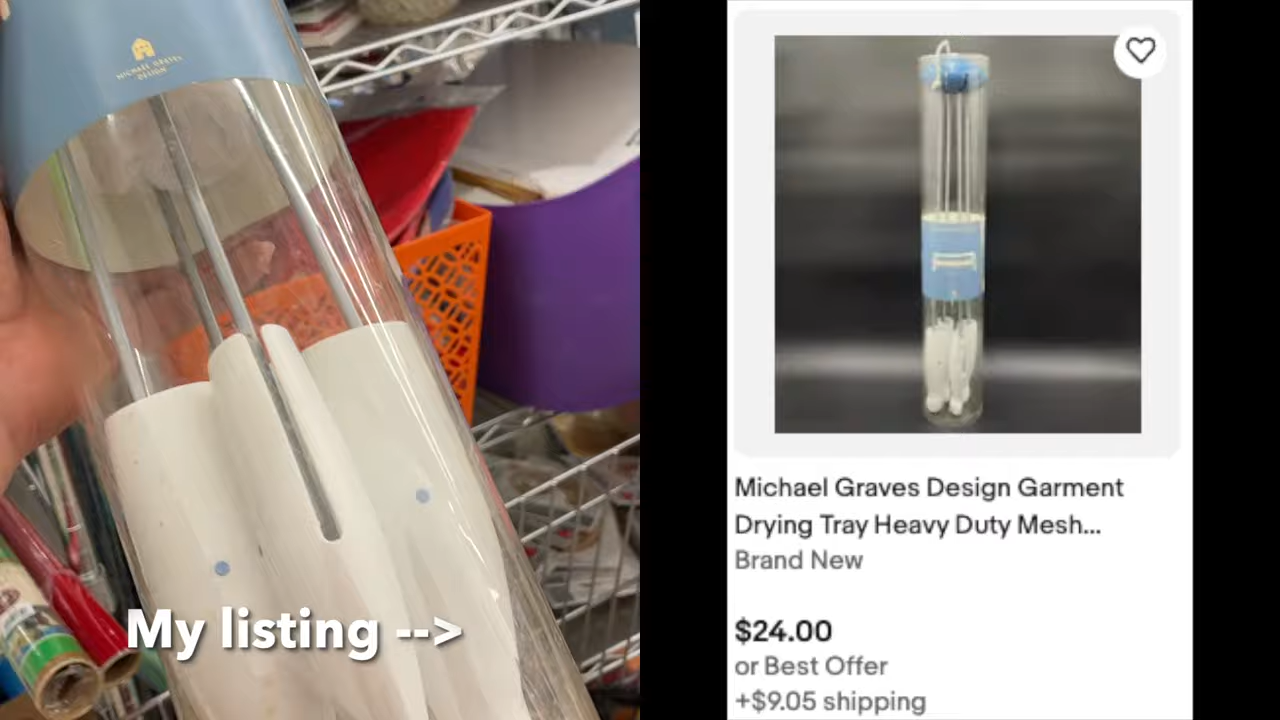 MICHAEL GRAVES
DESIGN
My listing -->
Michael Graves Design Garment
Drying Tray Heavy Duty Mesh...
Brand New
$24.00
or Best Offer
+$9.05 shipping